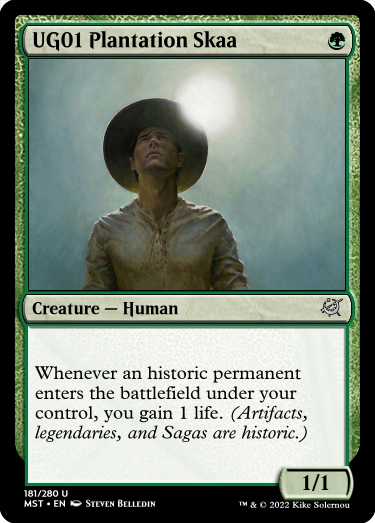 UG01 Plantation Skaa
Creature — Human
Whenever an historic permanent
enters the battlefield under your
control, you gain 1 life. (Artifacts,
legendaries, and Sagas are historic.)
1/1
181/280 U
MST • EN Steven Belledin
™ & © 2022 Kike Solernou